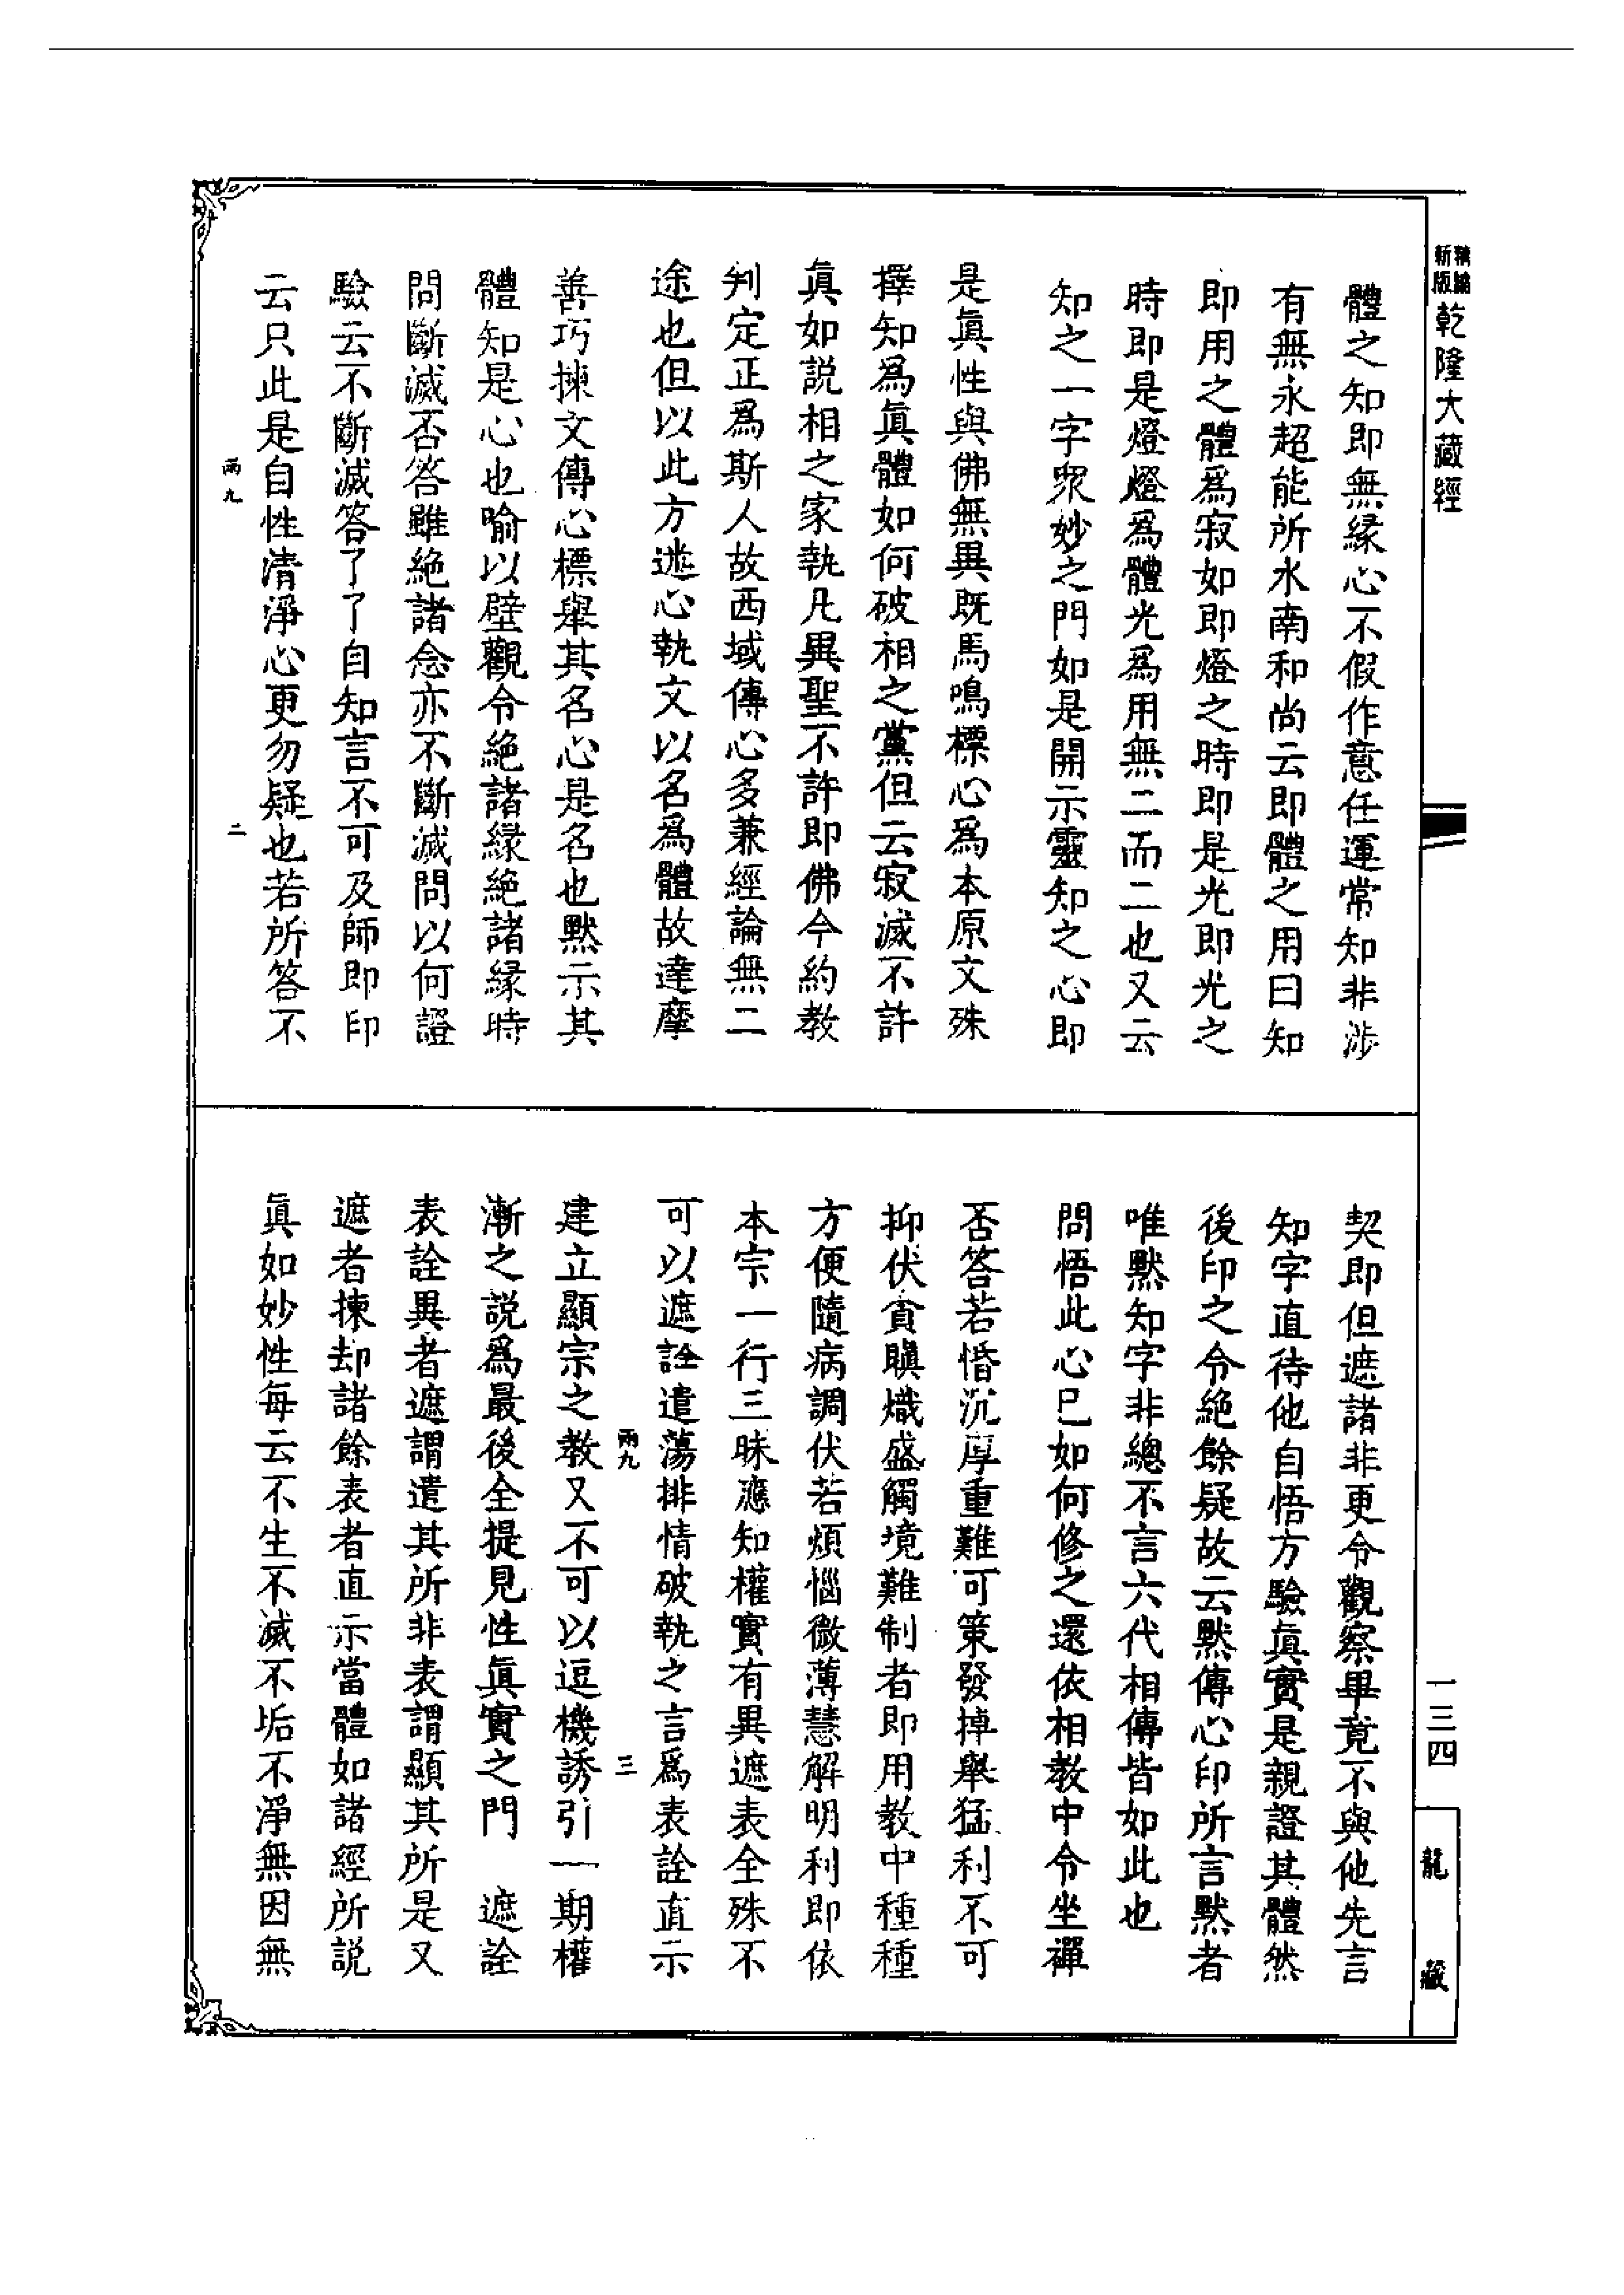 精編
新版
乾隆大藏經
體之知即無緣心不假作意任運常知非涉
有無永超能所水南和尚云即體之用曰知
即用之體爲寂如即燈之時即是光即光之
時即是燈燈爲體光爲用無二而二也又云
知之一字衆妙之門如是開示靈知之心即
是眞性與佛無異既馬鳴標心爲本原文殊
擇知爲眞體如何破相之黨但云寂滅不許
眞如說相之家執凡異聖不許即佛今約教
判定正爲斯人故西域傳心多兼經論無二
途也但以此方迷心執文以名爲體故達摩
善巧揀文傳心標舉其名心是名也默示其
體知是心也喻以壁觀令絕諸緣絕諸緣時
問斷滅否答雖絕諸念亦不斷滅問以何證
驗云不斷滅答了了自知言不可及師即印
云只此是自性清淨心更勿疑也若所答不
兩九
二
契即但遮諸非更令觀察畢竟不與他先言
知字直待他自悟方驗眞實是親證其體然
後印之令絕餘疑故云默傳心印所言默者
唯默知字非總不言六代相傳皆如此也
問悟此心已如何修之還依相教中令坐禪
否答若惛沉厚重難可策發掉舉猛利不可
抑伏貪瞋熾盛觸境難制者即用教中種種
方便隨病調伏若煩惱微薄慧解明利即依
本宗一行三昧應知權實有異遮表全殊不
可以遮詮遣蕩排情破執之言爲表詮直示
兩九
三
建立顯宗之教又不可以逗機誘引一期權
漸之說爲最後全提見性眞實之門　遮詮
表詮異者遮謂遣其所非表謂顯其所是又
遮者揀却諸餘表者直示當體如諸經所說
眞如妙性每云不生不滅不垢不淨無因無
一三四
龍藏